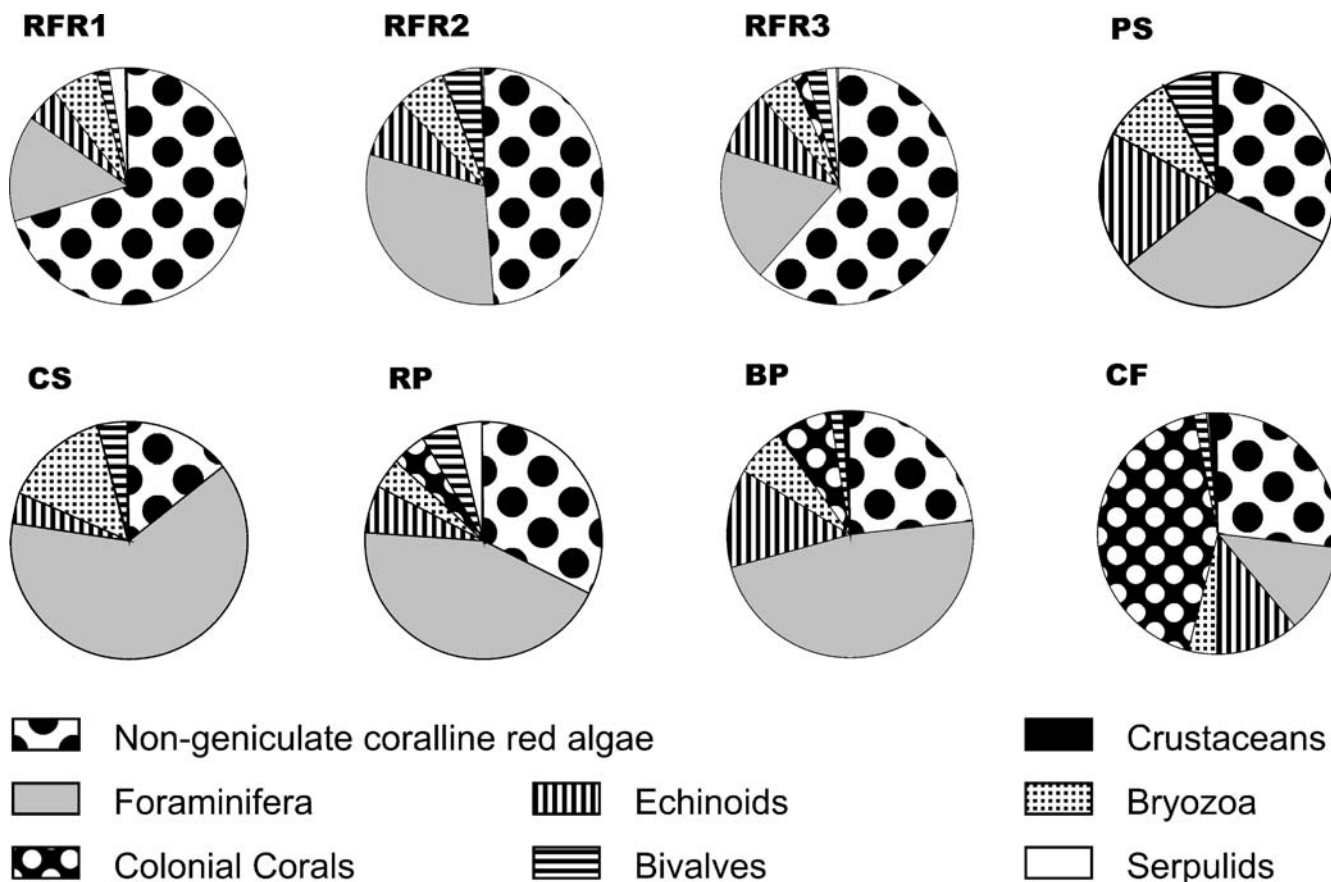 RFR1 RFR2 RFR3 PS
CS RP BP CF
Non-geniculate coralline red algae Crustaceans
Foraminifera Echinoids Bryozoa
Colonial Corals Bivalves Serpulids